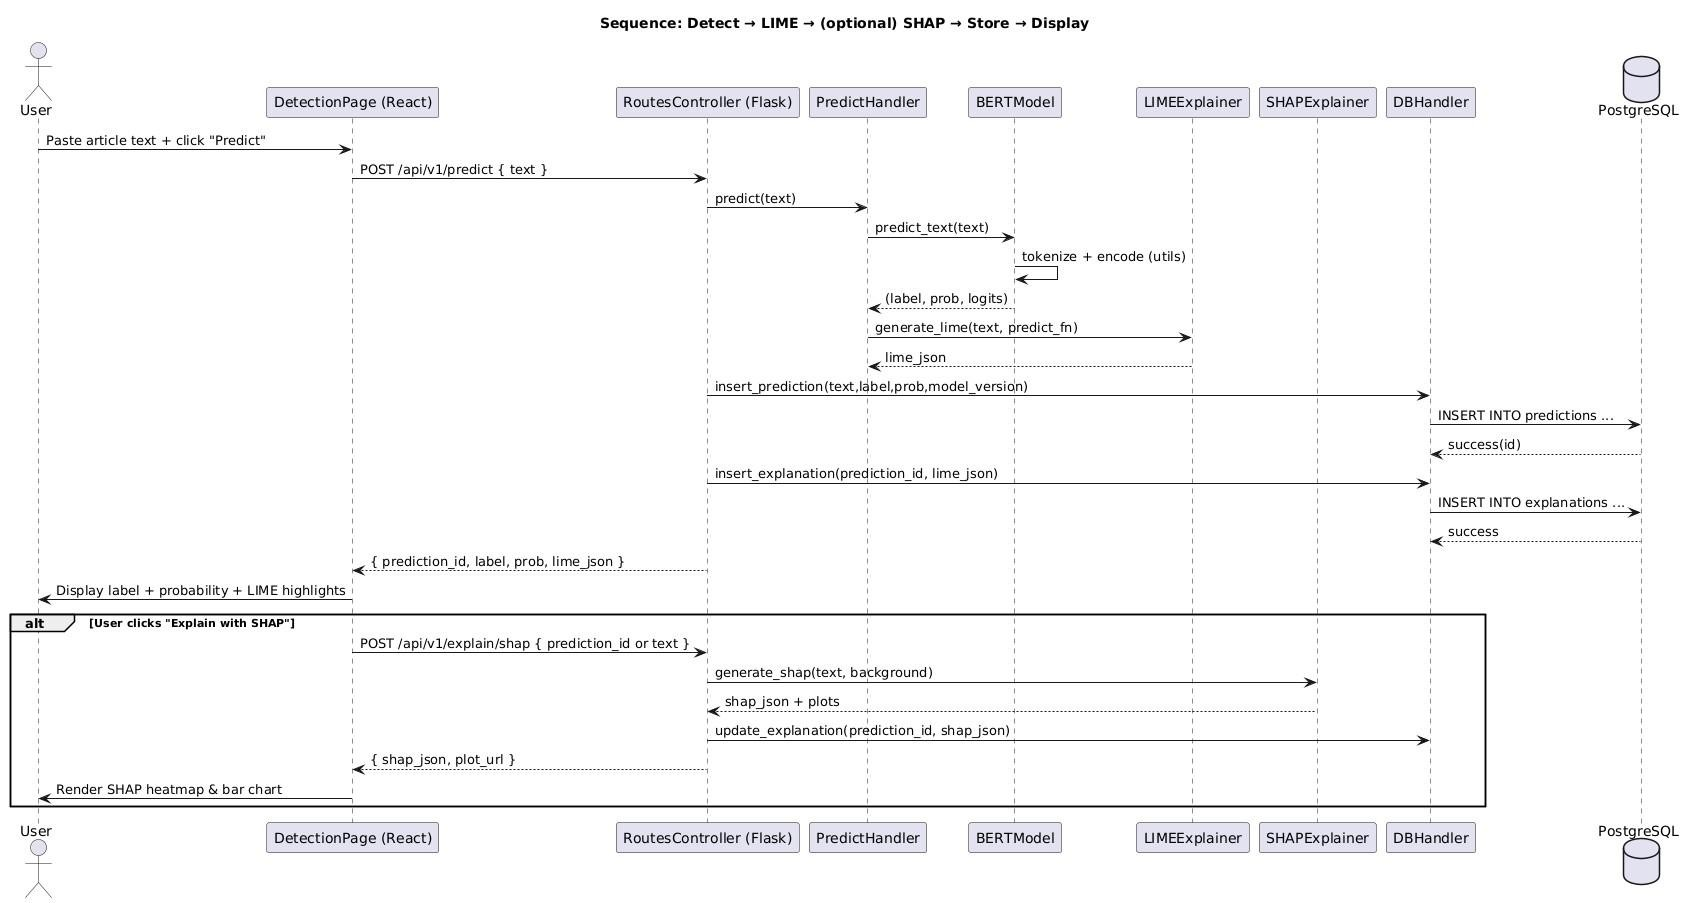 Sequence: Detect → LIME → (optional) SHAP → Store → Display
User
DetectionPage (React)
RoutesController (Flask)
PredictHandler
BERTModel
LIMEExplainer
SHAPExplainer
DBHandler
PostgreSQL
Paste article text + click "Predict"
POST /api/v1/predict { text }
predict(text)
predict_text(text)
tokenize + encode (utils)
(label, prob, logits)
generate_lime(text, predict_fn)
lime_json
insert_prediction(text,label,prob,model_version)
INSERT INTO predictions ...
success(id)
insert_explanation(prediction_id, lime_json)
INSERT INTO explanations ...
success
{ prediction_id, label, prob, lime_json }
Display label + probability + LIME highlights
alt [User clicks "Explain with SHAP"]
POST /api/v1/explain/shap { prediction_id or text }
generate_shap(text, background)
shap_json + plots
update_explanation(prediction_id, shap_json)
{ shap_json, plot_url }
Render SHAP heatmap & bar chart
User
DetectionPage (React)
RoutesController (Flask)
PredictHandler
BERTModel
LIMEExplainer
SHAPExplainer
DBHandler
PostgreSQL